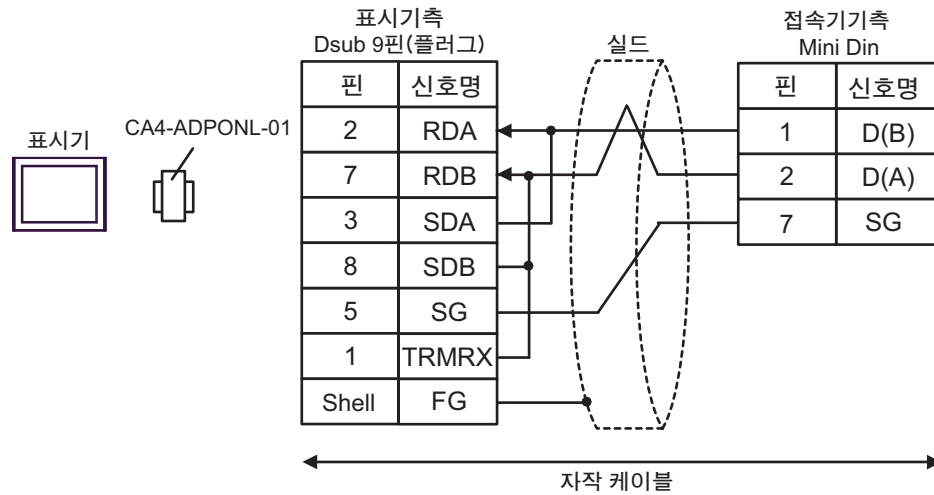 표시기측
Dsub 9핀(플러그)
실드
접속기기측
Mini Din
표시기
CA4-ADPONL-01
핀 신호명
2 RDA
7 RDB
3 SDA
8 SDB
5 SG
1 TRMRX
Shell FG
핀 신호명
1 D(B)
2 D(A)
7 SG
자작 케이블